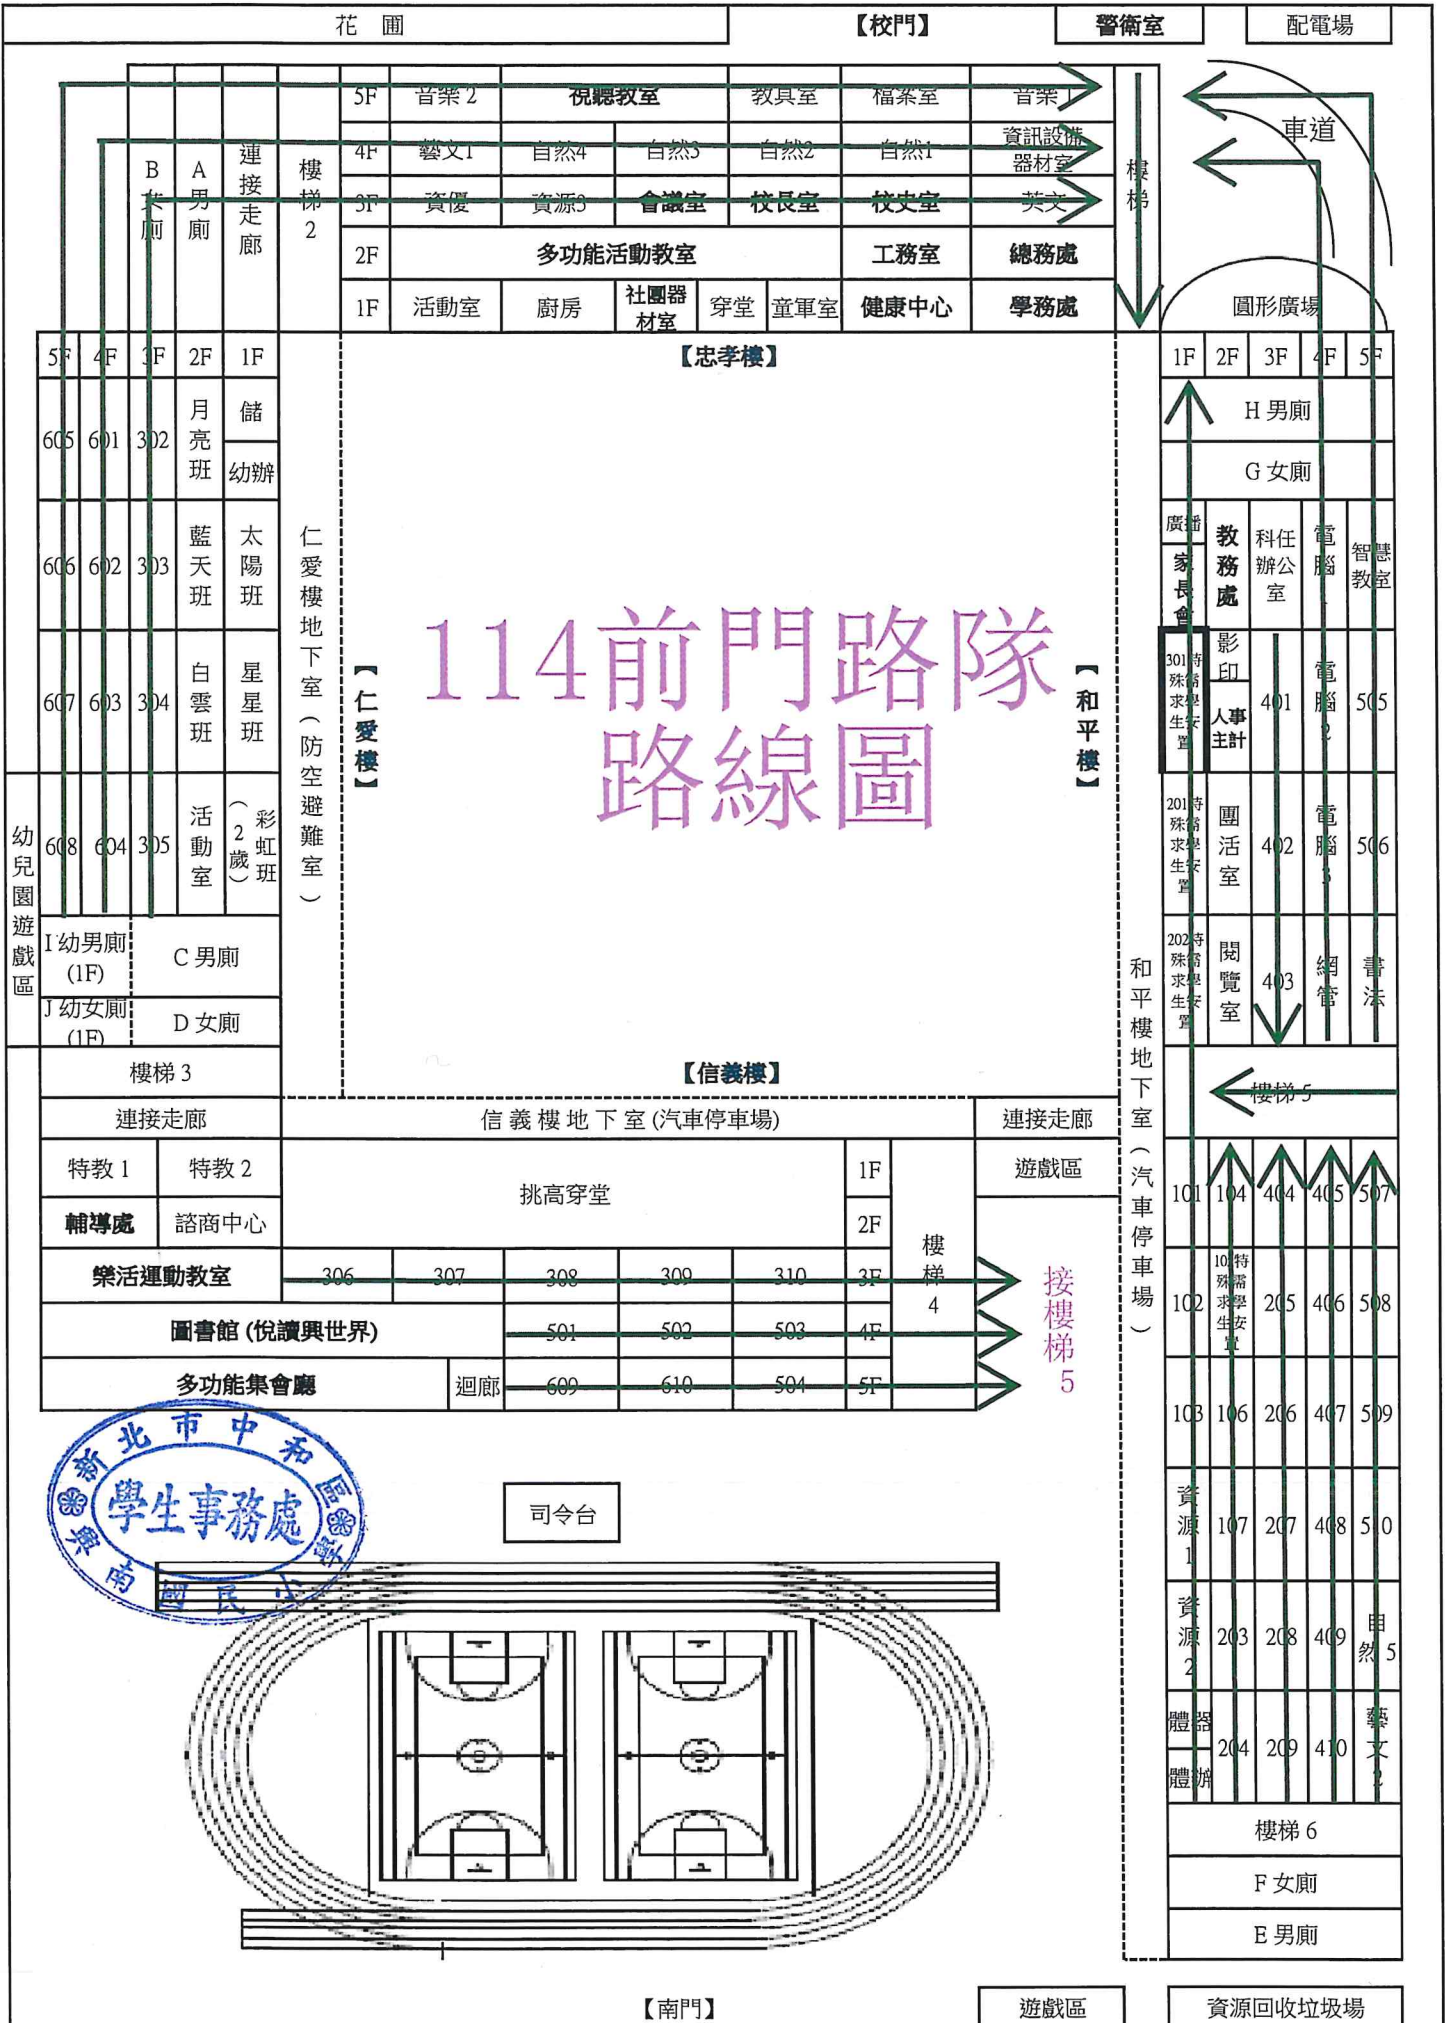 花 圃
【校門】
警衛室
配電場
5F 音樂 2 視聽教室 教具室 檔案室 音樂
4F 藝文1 自然4 自然3 自然2 自然1 資訊設備
器材室
3F 資優 資源3 會議室 校長室 校史室 英文
2F 多功能活動教室 工務室 總務處
1F 活動室 廚房 社團器
材室 穿堂 童軍室 健康中心 學務處
B女廁
A男廁
連接走廊
樓梯2
樓梯
車道
圓形廣場
【忠孝樓】
5F 4F 3F 2F 1F
605 601 302 月亮班 儲
幼辦
606 602 303 藍天班 太陽班
607 603 304 白雲班 星星班
608 604 305 活動室 彩虹班
(2歲)
幼兒園遊戲區
I 幼男廁
(1F)
C 男廁
J 幼女廁
(1F)
D 女廁
樓梯 3
連接走廊
仁愛樓地下室(防空避難室)
【仁愛樓】
114前門路隊
路線圖
【和平樓】
【信義樓】
信義樓地下室(汽車停車場)
連接走廊
和平樓地下室(汽車停車場)
1F 2F 3F 4F 5F
H 男廁
G 女廁
廣播
家長會
教務處
科任
辦公
室
電腦
智慧
教室
301特
殊需
求學
生安
置
影印
人事
主計
401
電腦2
505
201特
殊需
求學
生安
置
團活室
402
電腦3
506
202特
殊需
求學
生安
置
閱覽室
403
網管
書法
樓梯 5
101 104 404 405 507
102
特
殊需
求學
生安
置
205 406 508
103 106 206 407 509
資源1 107 207 408 510
資源2 203 208 409 自然 5
體器
體辦
204 209 410 藝文2
樓梯 6
F 女廁
E 男廁
特教 1 特教 2 挑高穿堂 1F
輔導處 諮商中心 2F
樂活運動教室 306 307 308 309 310 3F
圖書館 (悅讀興世界) 501 502 503 4F
多功能集會廳 迴廊 609 610 504 5F
樓梯4
遊戲區
接樓梯5
新北市中和區
學生事務處
興南國民小學
司令台
【南門】
遊戲區
資源回收垃圾場